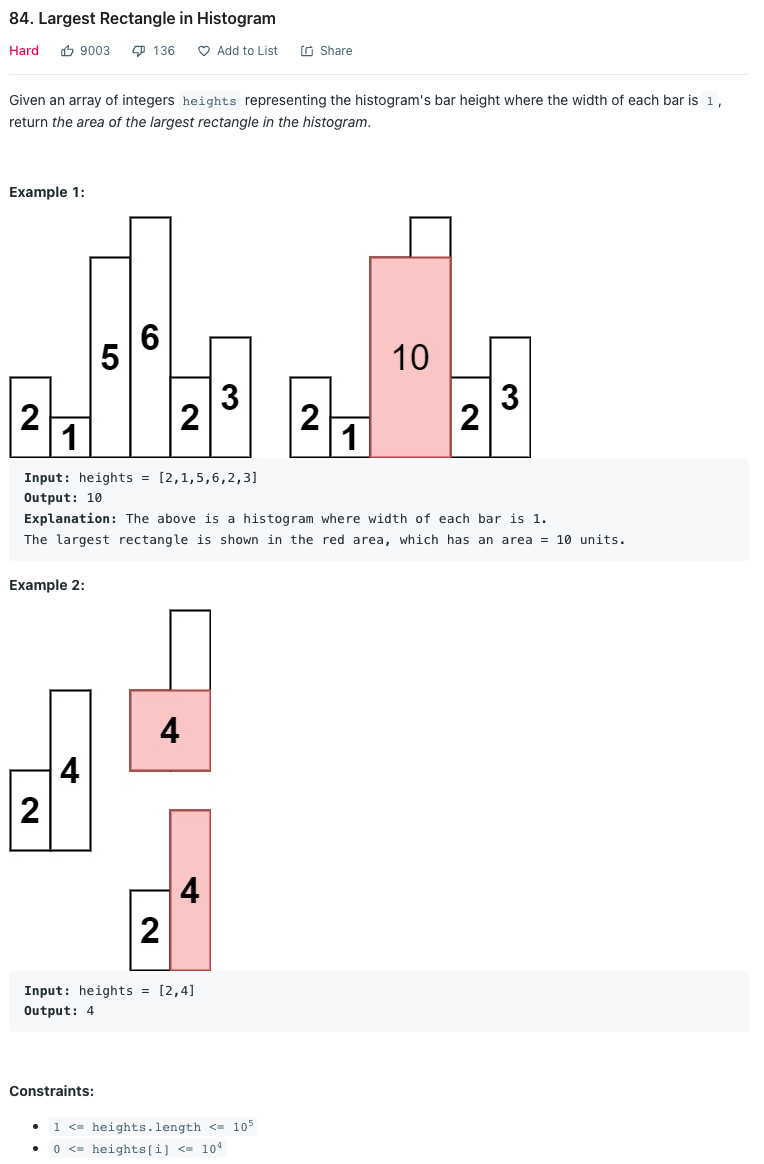 84. Largest Rectangle in Histogram
Hard 9003 136 Add to List Share
Given an array of integers heights representing the histogram's bar height where the width of each bar is 1 ,
return the area of the largest rectangle in the histogram.
Example 1:
2 1 5 6 2 3 2 1 10 2 3
Input: heights = [2,1,5,6,2,3]
Output: 10
Explanation: The above is a histogram where width of each bar is 1.
The largest rectangle is shown in the red area, which has an area = 10 units.
Example 2:
2 4 4
2 4
Input: heights = [2,4]
Output: 4
Constraints:
• 1 <= heights.length <= 10⁵
• 0 <= heights[i] <= 10⁴